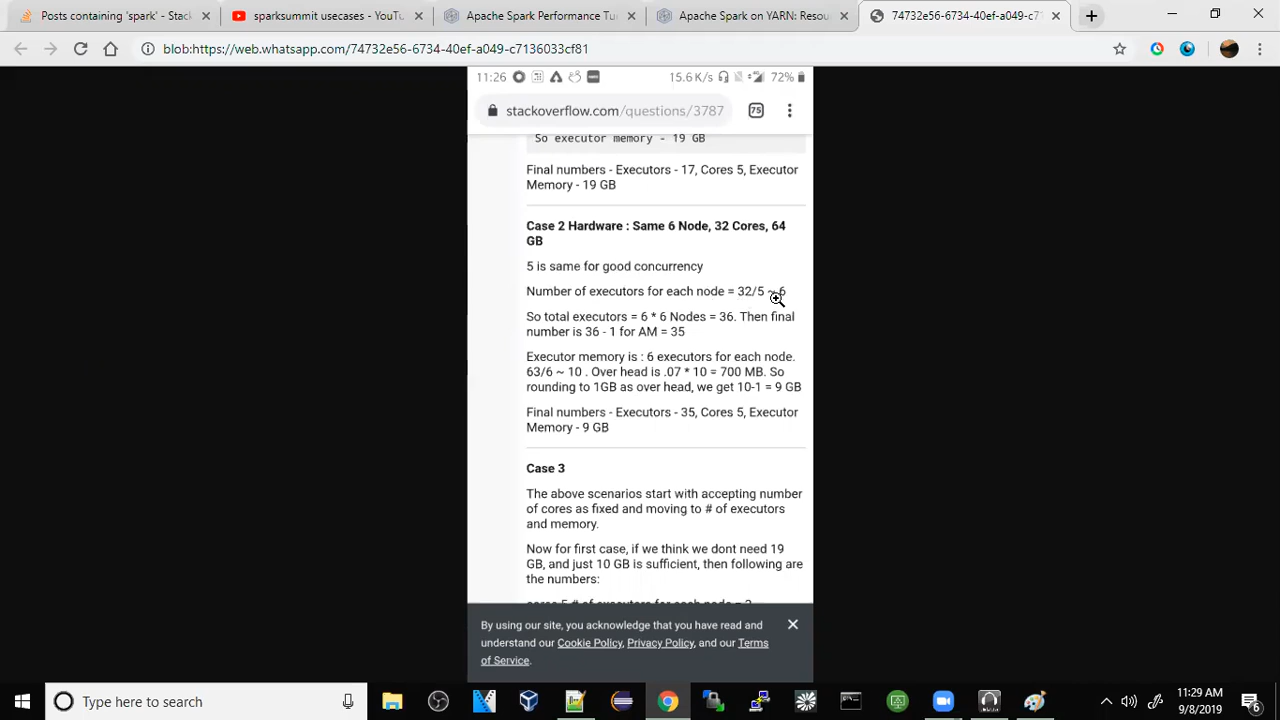 Posts containing 'spark' - Stack
sparksummit usecases - YouTube
Apache Spark Performance Tu
Apache Spark on YARN: Resou
74732e56-6734-40ef-a049-c7
blob:https://web.whatsapp.com/74732e56-6734-40ef-a049-c7136033cf81
11:26
15.6 K/s
72%
stackoverflow.com/questions/3787
75
So executor memory - 19 GB
Final numbers - Executors - 17, Cores 5, Executor
Memory - 19 GB
Case 2 Hardware : Same 6 Node, 32 Cores, 64
GB
5 is same for good concurrency
Number of executors for each node = 32/5 ~ 6
So total executors = 6 * 6 Nodes = 36. Then final
number is 36 - 1 for AM = 35
Executor memory is : 6 executors for each node.
63/6 ~ 10 . Over head is .07 * 10 = 700 MB. So
rounding to 1GB as over head, we get 10-1 = 9 GB
Final numbers - Executors - 35, Cores 5, Executor
Memory - 9 GB
Case 3
The above scenarios start with accepting number
of cores as fixed and moving to # of executors
and memory.
Now for first case, if we think we dont need 19
GB, and just 10 GB is sufficient, then following are
the numbers:
cores 5 # of executors for each node = 3
By using our site, you acknowledge that you have read and
understand our Cookie Policy, Privacy Policy, and our Terms
of Service.
Type here to search
11:29 AM
9/8/2019
6